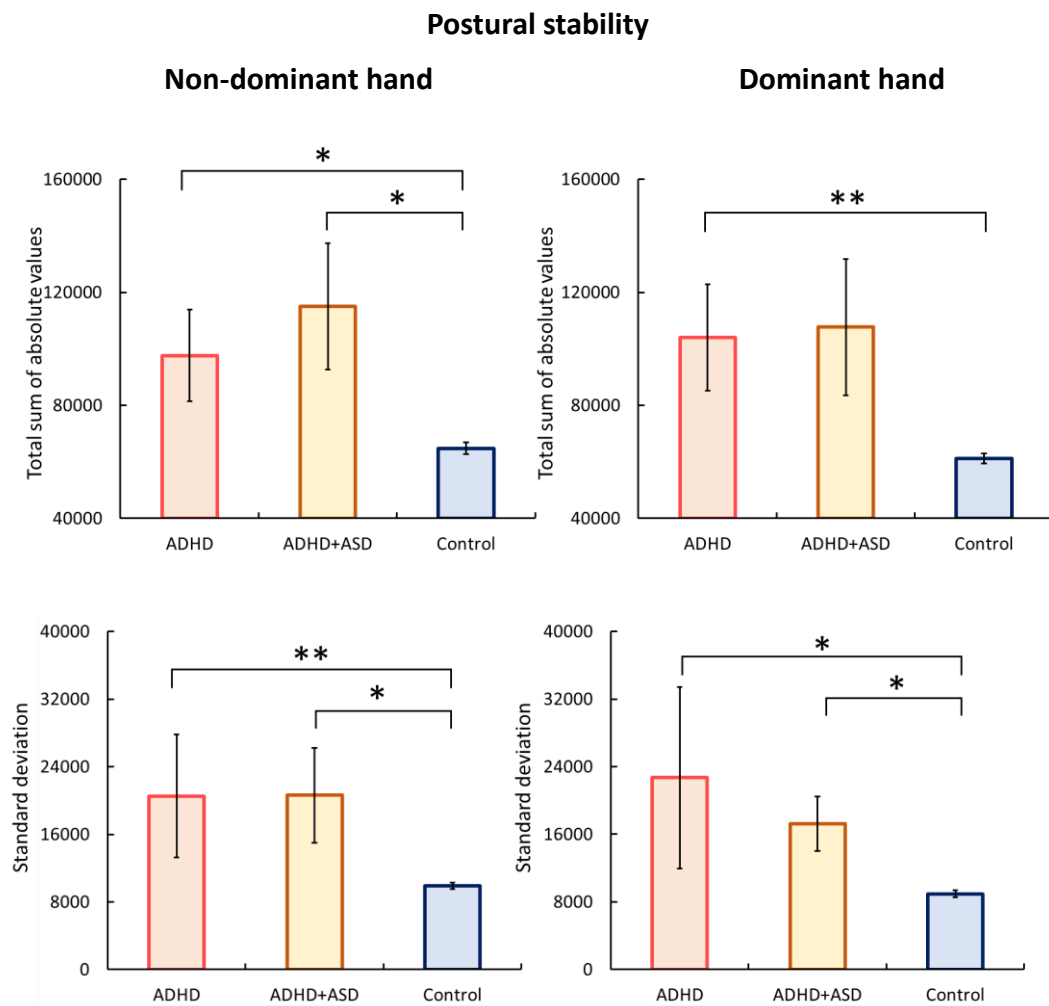 Postural stability
Non-dominant hand
Dominant hand
Total sum of absolute values
160000
120000
80000
40000
*
*
ADHD
ADHD+ASD
Control
Total sum of absolute values
160000
120000
80000
40000
**
ADHD
ADHD+ASD
Control
Standard deviation
40000
32000
24000
16000
8000
0
**
*
ADHD
ADHD+ASD
Control
Standard deviation
40000
32000
24000
16000
8000
0
*
*
ADHD
ADHD+ASD
Control